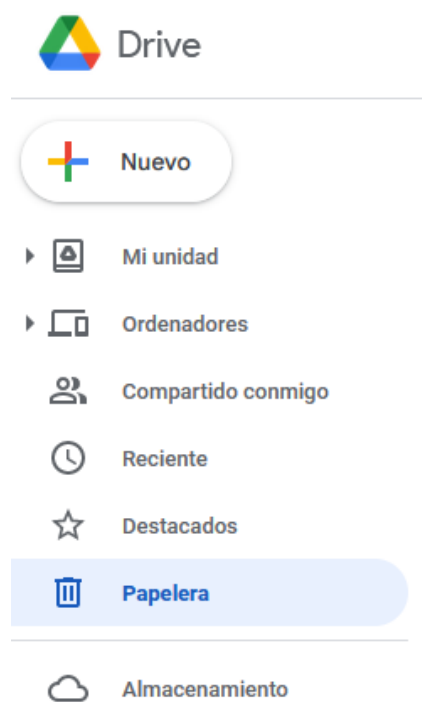 Drive
Nuevo
Mi unidad
Ordenadores
Compartido conmigo
Reciente
Destacados
Papelera
Almacenamiento